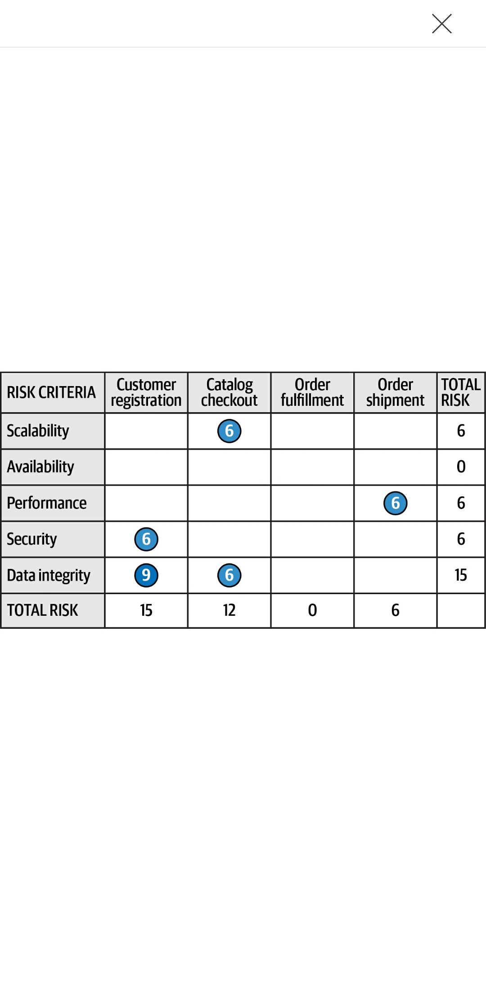 RISK CRITERIA Customer registration Catalog checkout Order fulfillment Order shipment TOTAL RISK
Scalability 6 6
Availability 0
Performance 6 6
Security 6 6
Data integrity 9 6 15
TOTAL RISK 15 12 0 6